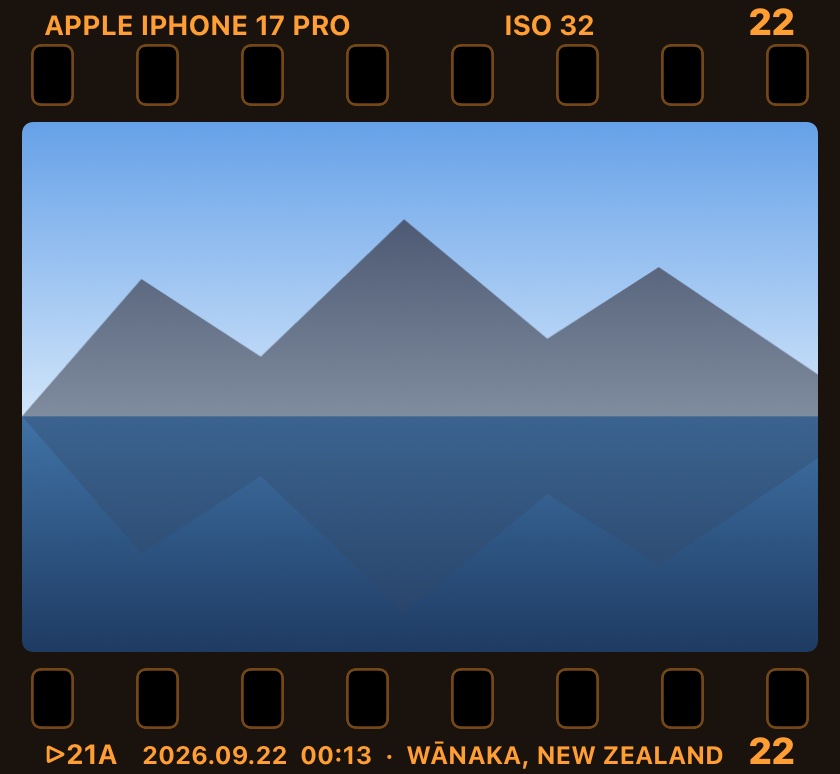 APPLE IPHONE 17 PRO ISO 32 22
▷21A 2026.09.22 00:13 · WĀNAKA, NEW ZEALAND 22